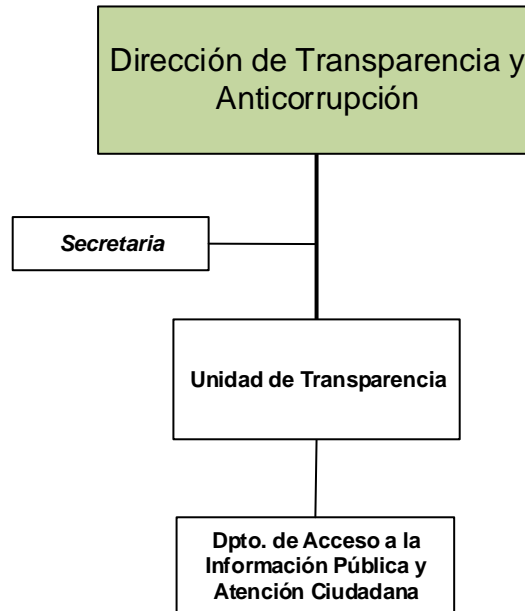 Dirección de Transparencia y
Anticorrupción
Secretaria
Unidad de Transparencia
Dpto. de Acceso a la
Información Pública y
Atención Ciudadana